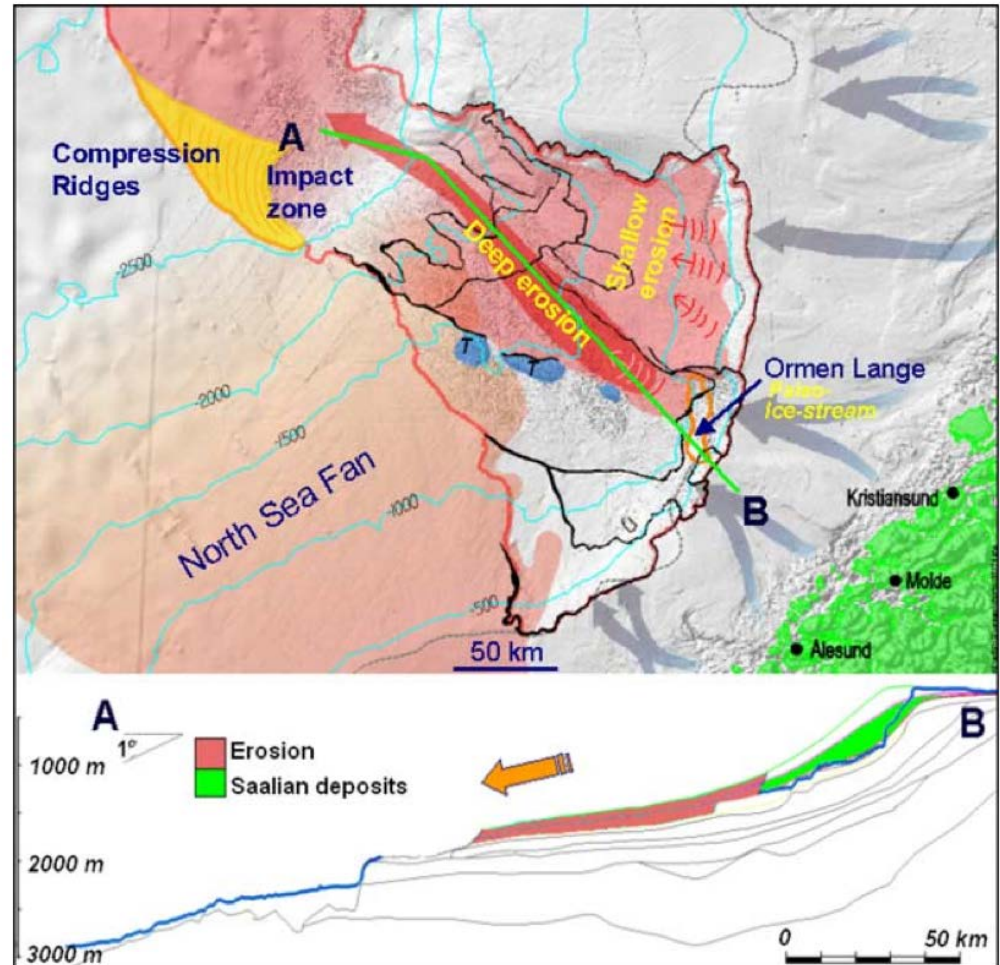 Compression
Ridges
A
Impact
zone
Deep erosion
Shallow
erosion
-2500
-2000
-1500
-1000
-500
T
T
North Sea Fan
Ormen Lange
Palso-
Ice-stream
B
Kristiansund
Molde
Ålesund
50 km
A
B
1°
Erosion
Saalian deposits
1000 m
2000 m
3000 m
0
50 km